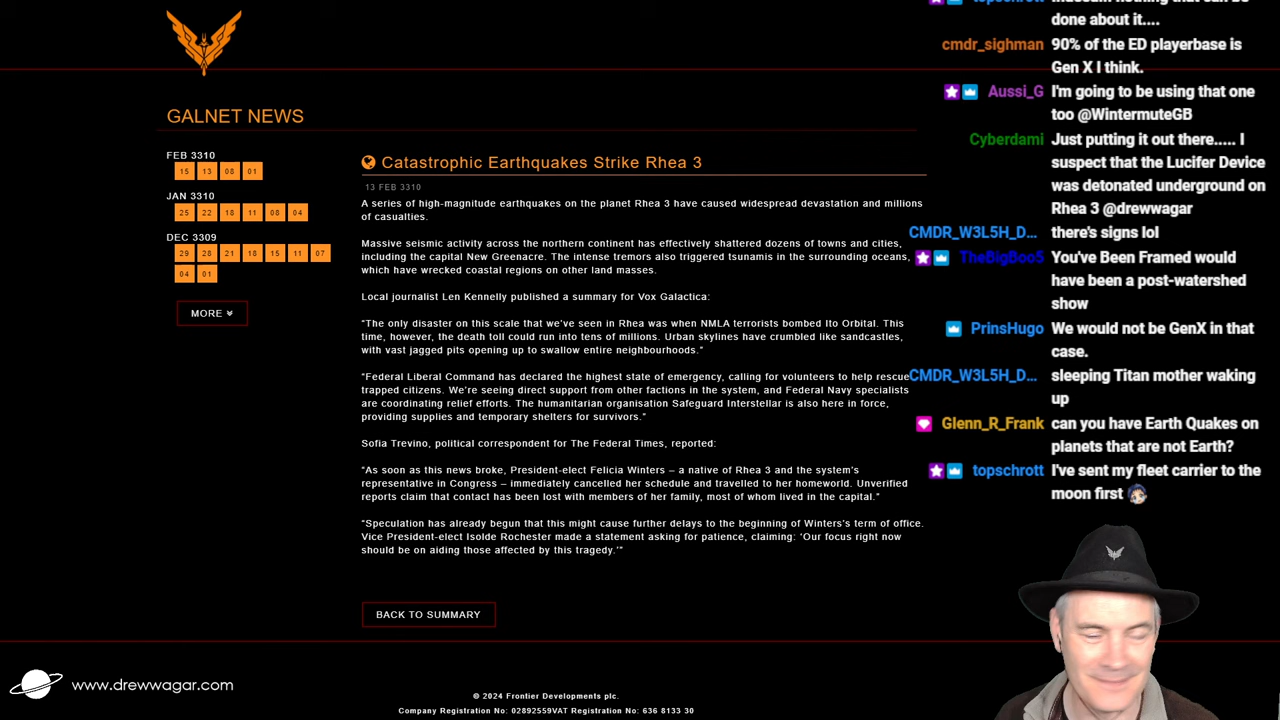 GALNET NEWS
FEB 3310
15 13 08 01
JAN 3310
25 22 18 11 08 04
DEC 3309
29 28 21 18 15 11 07
04 01
MORE
Catastrophic Earthquakes Strike Rhea 3
13 FEB 3310
A series of high-magnitude earthquakes on the planet Rhea 3 have caused widespread devastation and millions
of casualties.
Massive seismic activity across the northern continent has effectively shattered dozens of towns and cities,
including the capital New Greenacre. The intense tremors also triggered tsunamis in the surrounding oceans,
which have wrecked coastal regions on other land masses.
Local journalist Len Kennelly published a summary for Vox Galactica:
“The only disaster on this scale that we’ve seen in Rhea was when NMLA terrorists bombed Ito Orbital. This
time, however, the death toll could run into tens of millions. Urban skylines have crumbled like sandcastles,
with vast jagged pits opening up to swallow entire neighbourhoods.”
“Federal Liberal Command has declared the highest state of emergency, calling for volunteers to help rescue
trapped citizens. We’re seeing direct support from other factions in the system, and Federal Navy specialists
are coordinating relief efforts. The humanitarian organisation Safeguard Interstellar is also here in force,
providing supplies and temporary shelters for survivors.”
Sofia Trevino, political correspondent for The Federal Times, reported:
“As soon as this news broke, President-elect Felicia Winters – a native of Rhea 3 and the system’s
representative in Congress – immediately cancelled her schedule and travelled to her homeworld. Unverified
reports claim that contact has been lost with members of her family, most of whom lived in the capital.”
“Speculation has already begun that this might cause further delays to the beginning of Winters’s term of office.
Vice President-elect Isolde Rochester made a statement asking for patience, claiming: ‘Our focus right now
should be on aiding those affected by this tragedy.’”
BACK TO SUMMARY
www.drewwagar.com
© 2024 Frontier Developments plc.
Company Registration No: 02892559VAT Registration No: 636 8133 30
done about it....
cmdr_sighman 90% of the ED playerbase is
Gen X I think.
Aussi_G I'm going to be using that one
too @WintermuteGB
Cyberdami Just putting it out there..... I
suspect that the Lucifer Device
was detonated underground on
Rhea 3 @drewwagar
CMDR_W3L5H_D... there's signs lol
TheBigBoo5 You've Been Framed would
have been a post-watershed
show
PrinsHugo We would not be GenX in that
case.
CMDR_W3L5H_D... sleeping Titan mother waking
up
Glenn_R_Frank can you have Earth Quakes on
planets that are not Earth?
topschrott I've sent my fleet carrier to the
moon first